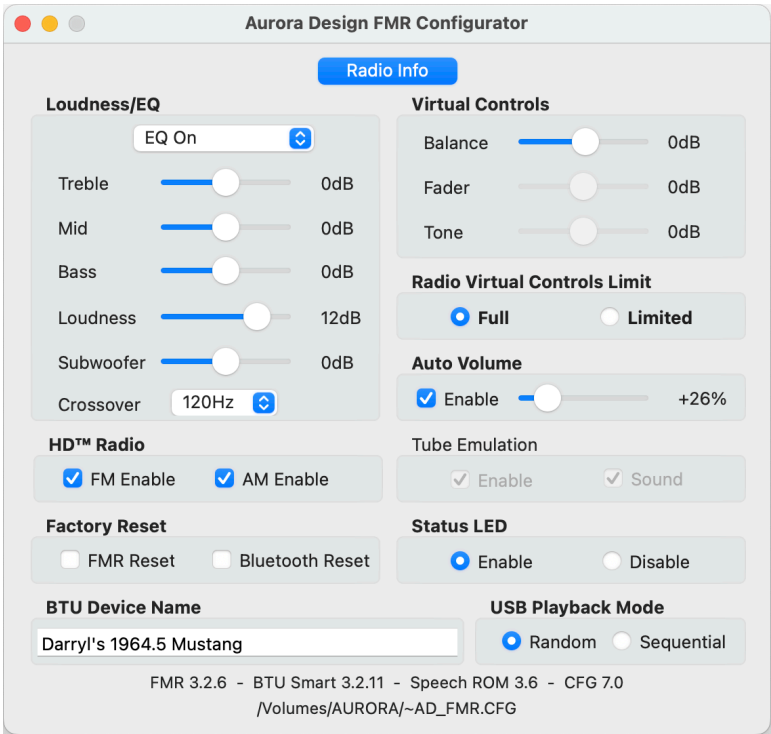 Aurora Design FMR Configurator
Radio Info
Loudness/EQ
EQ On
Treble 0dB
Mid 0dB
Bass 0dB
Loudness 12dB
Subwoofer 0dB
Crossover 120Hz
Virtual Controls
Balance 0dB
Fader 0dB
Tone 0dB
Radio Virtual Controls Limit
Full Limited
Auto Volume
Enable +26%
HD™ Radio
FM Enable AM Enable
Tube Emulation
Enable Sound
Factory Reset
FMR Reset Bluetooth Reset
Status LED
Enable Disable
BTU Device Name
Darryl's 1964.5 Mustang
USB Playback Mode
Random Sequential
FMR 3.2.6 - BTU Smart 3.2.11 - Speech ROM 3.6 - CFG 7.0
/Volumes/AURORA/~AD_FMR.CFG